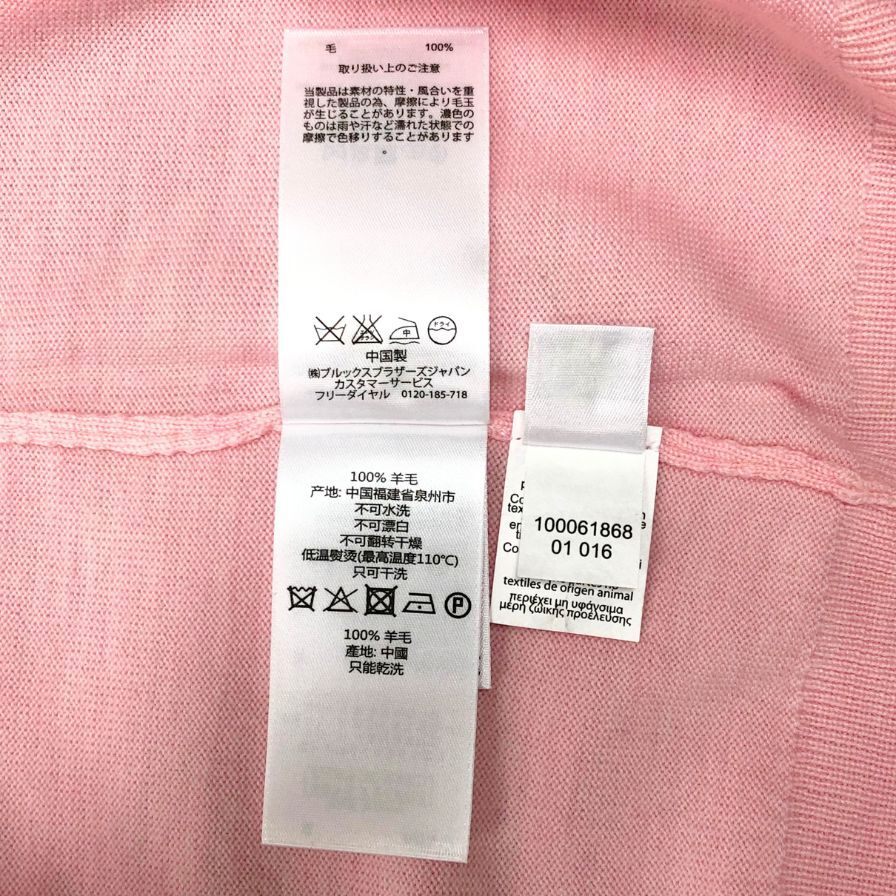 毛 100%
取り扱い上のご注意
当製品は素材の特性・風合いを重
視した製品の為、摩擦により毛玉
が生じることがあります。濃色の
ものは雨や汗など濡れた状態での
摩擦で色移りすることがあります
。
中
ドライ
中国製
㈱ブルックスブラザーズジャパン
カスタマーサービス
フリーダイヤル 0120-185-718
100% 羊毛
产地: 中国福建省泉州市
不可水洗
不可漂白
不可翻转干燥
低温熨烫(最高温度110℃)
只可干洗
P
100% 羊毛
產地: 中國
只能乾洗
100061868
01 016
textiles de origen animal
περιέχει μη υφάνσιμα
μέρη ζωικής προέλευσης